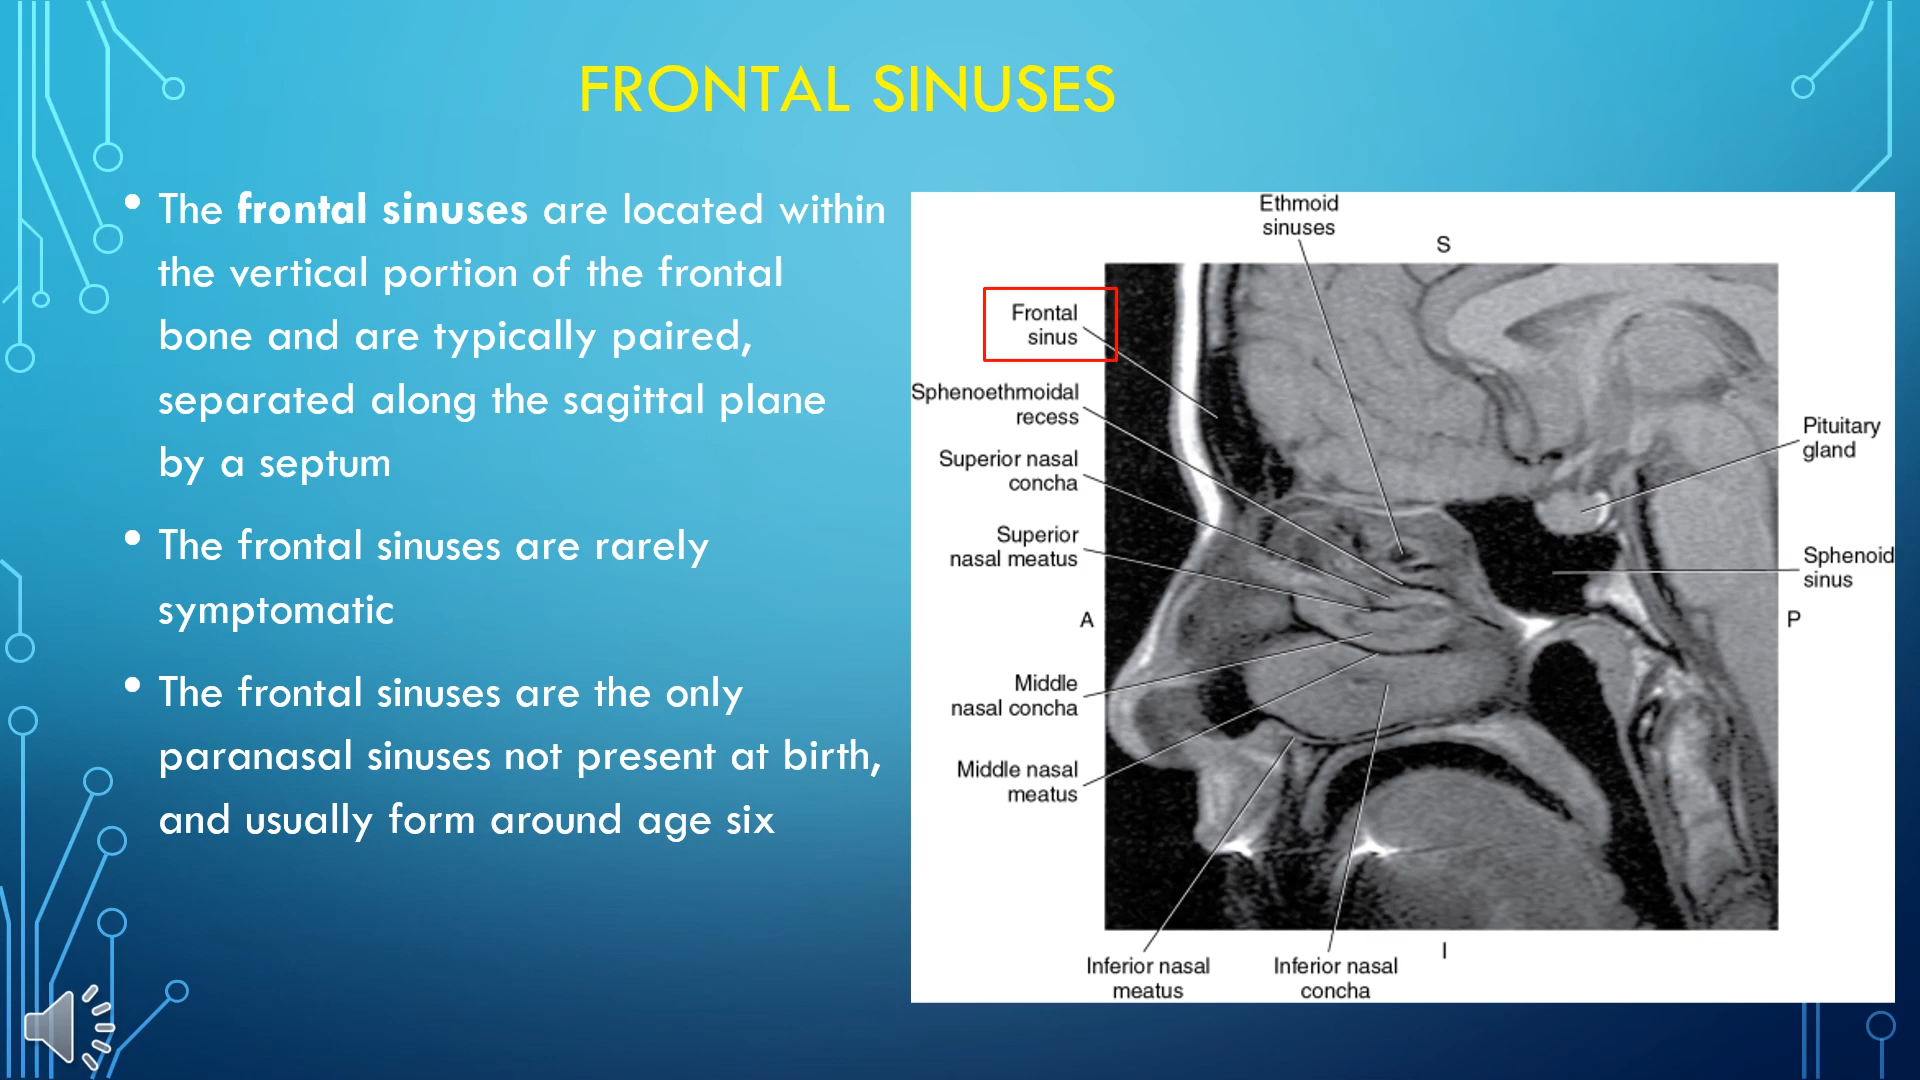 FRONTAL SINUSES
• The frontal sinuses are located within
the vertical portion of the frontal
bone and are typically paired,
separated along the sagittal plane
by a septum
• The frontal sinuses are rarely
symptomatic
• The frontal sinuses are the only
paranasal sinuses not present at birth,
and usually form around age six
Ethmoid
sinuses
S
Frontal
sinus
Sphenoethmoidal
recess
Superior nasal
concha
Superior
nasal meatus
A
Middle
nasal concha
Middle nasal
meatus
Inferior nasal
meatus
Inferior nasal
concha
I
Pituitary
gland
Sphenoid
sinus
P